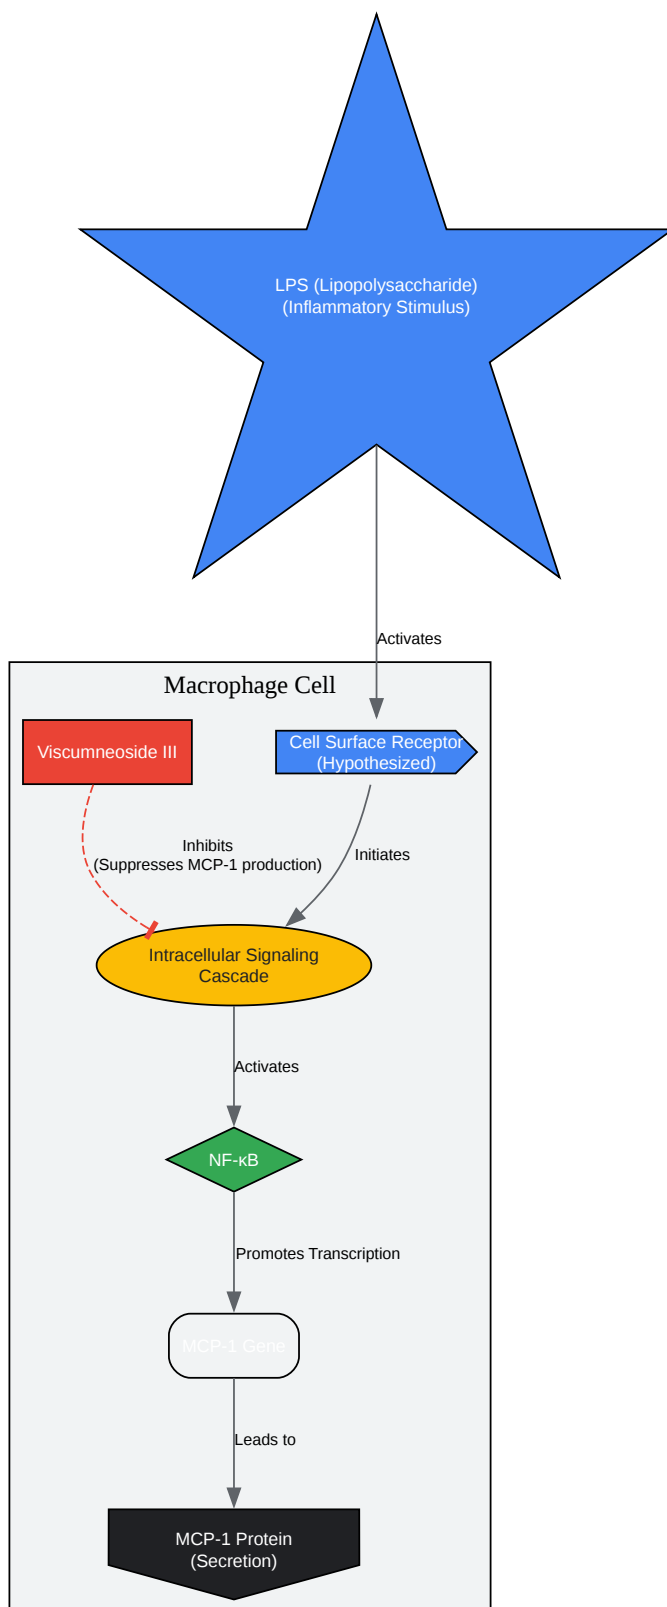 LPS (Lipopolysaccharide)
(Inflammatory Stimulus)
Activates
Macrophage Cell
Viscumneoside III
Cell Surface Receptor
(Hypothesized)
Inhibits
(Suppresses MCP-1 production)
Initiates
Intracellular Signaling
Cascade
Activates
NF-κB
Promotes Transcription
MCP-1 Gene
Leads to
MCP-1 Protein
(Secretion)